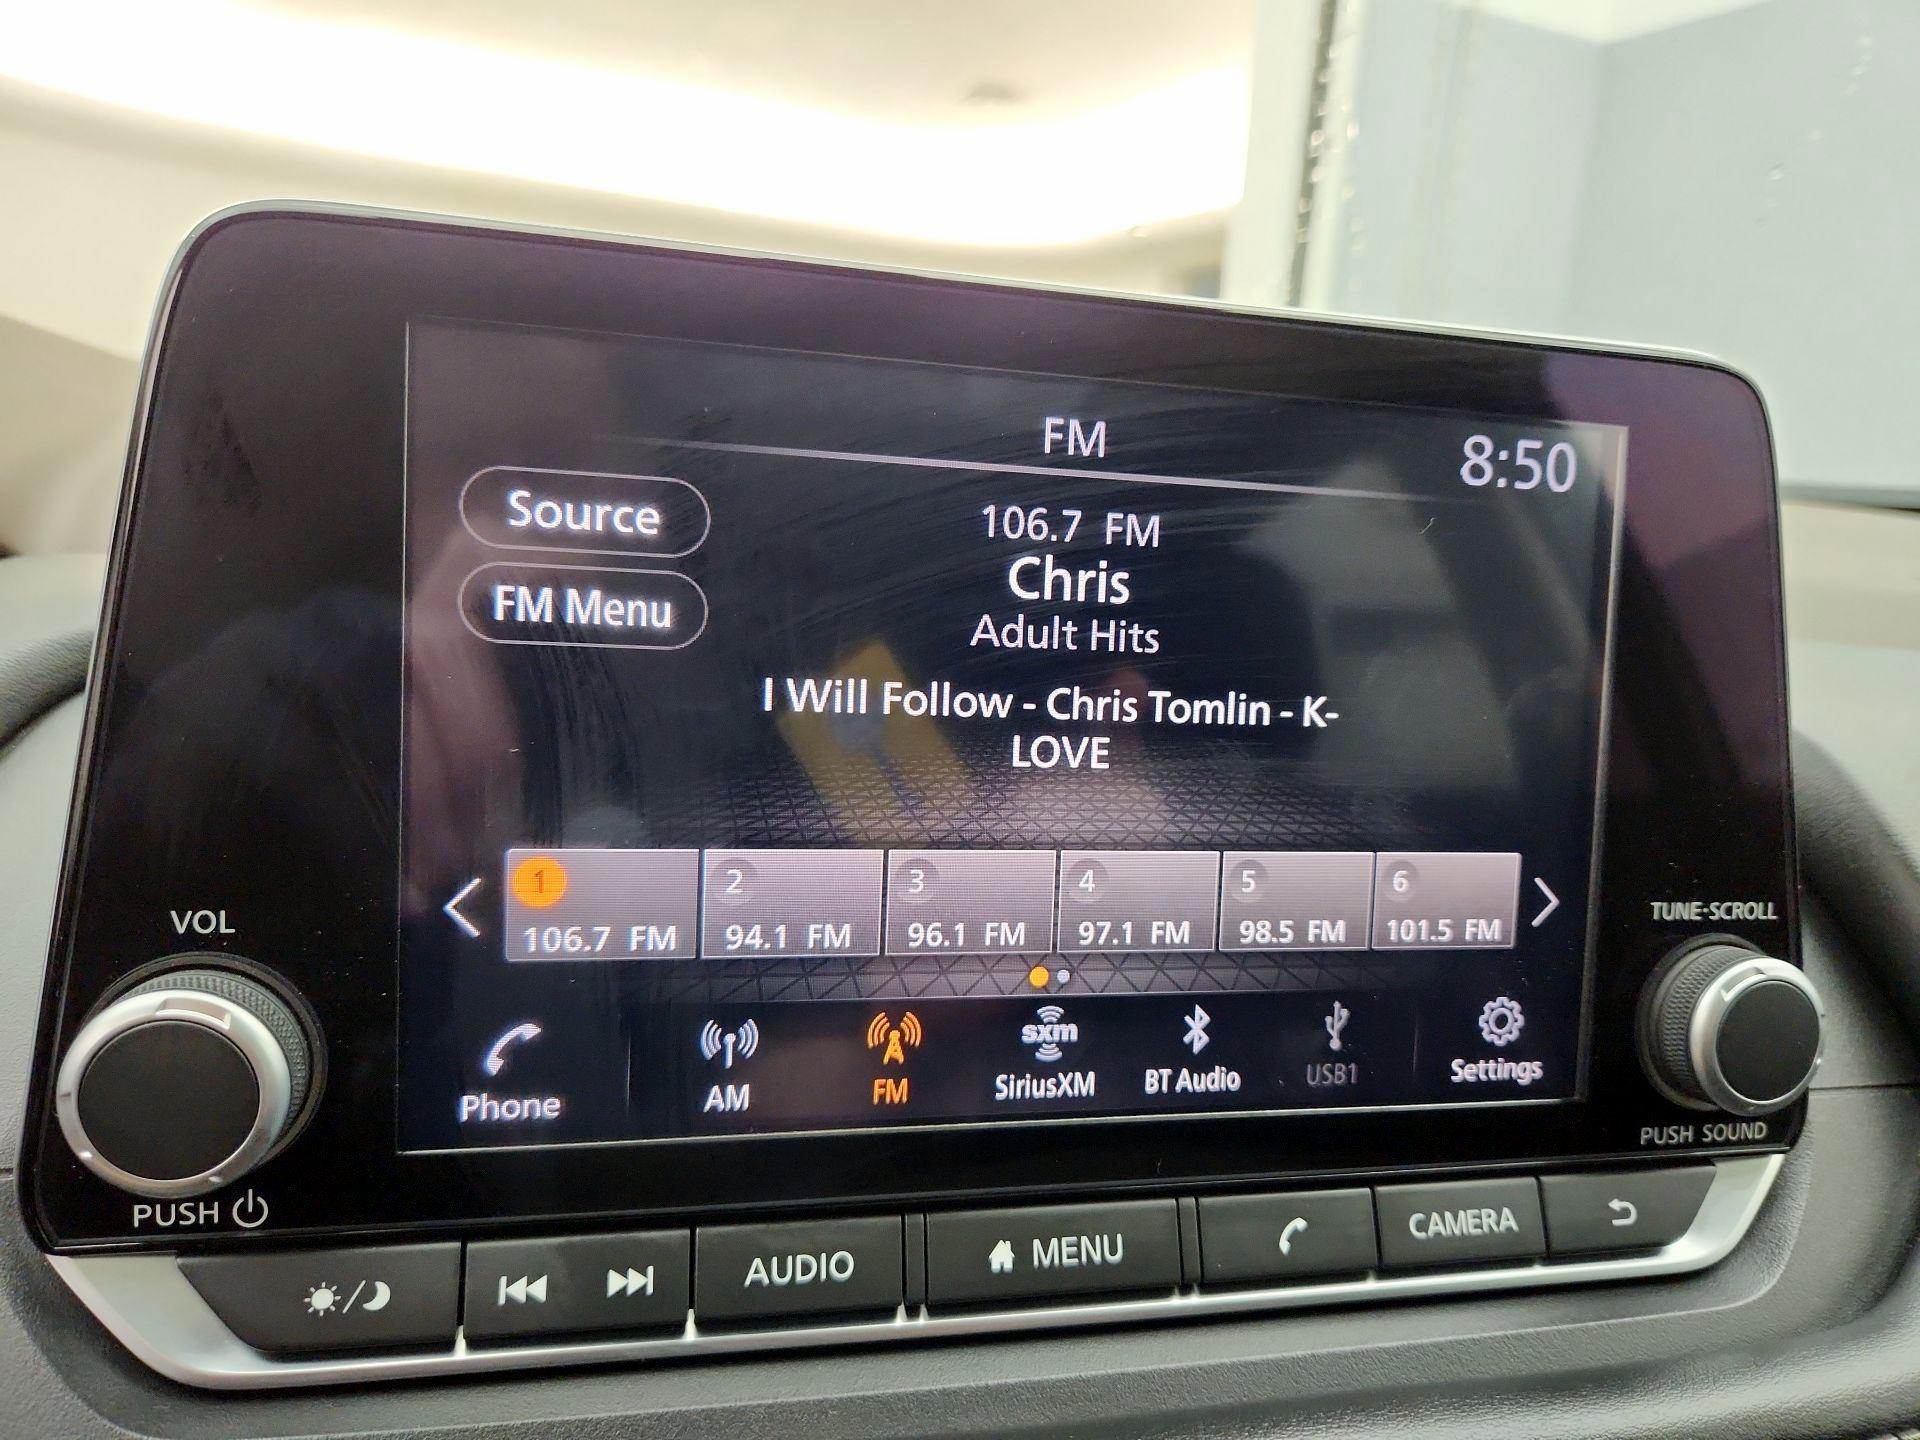 FM
8:50
Source
106.7 FM
Chris
FM Menu
Adult Hits
I Will Follow - Chris Tomlin - K-
LOVE
1 2 3 4 5 6
106.7 FM 94.1 FM 96.1 FM 97.1 FM 98.5 FM 101.5 FM
sxm
Phone AM FM SiriusXM BT Audio USB1 Settings
VOL
TUNE·SCROLL
PUSH
PUSH SOUND
AUDIO MENU CAMERA